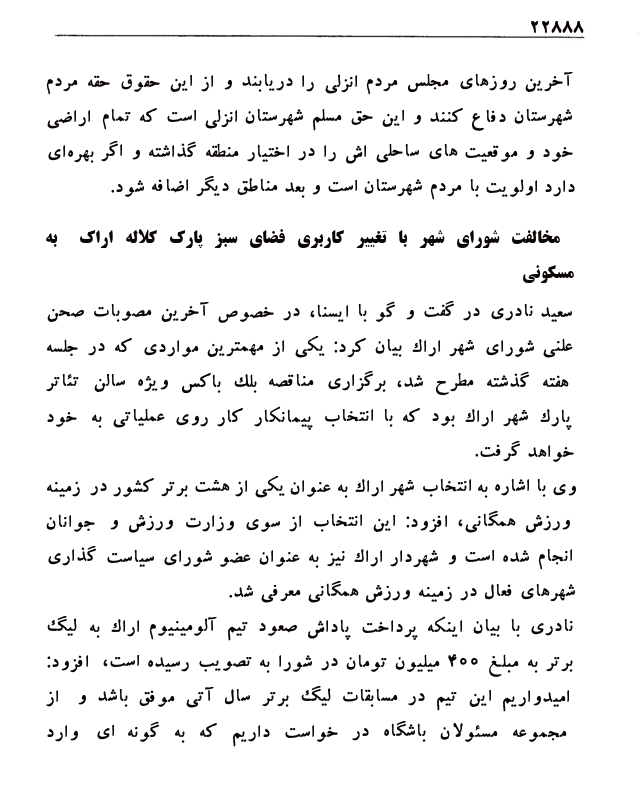 ۲۲۸۸۸
آخرین روزهای مجلس مردم انزلی را دریابند و از این حقوق حقه مردم
شهرستان دفاع کنند و این حق مسلم شهرستان انزلی است که تمام اراضی
خود و موقعیت های ساحلی اش را در اختیار منطقه گذاشته و اگر بهره‌ای
دارد اولویت با مردم شهرستان است و بعد مناطق دیگر اضافه شود.
مخالفت شورای شهر با تغییر کاربری فضای سبز پارک کلاله اراک به
مسکونی
سعید نادری در گفت و گو با ایسنا، در خصوص آخرین مصوبات صحن
علنی شورای شهر اراك بیان کرد: یکی از مهمترین مواردی که در جلسه
هفته گذشته مطرح شد، برگزاری مناقصه بلك باکس ویژه سالن تئاتر
پارك شهر اراك بود که با انتخاب پیمانکار کار روی عملیاتی به خود
خواهد گرفت.
وی با اشاره به انتخاب شهر اراك به عنوان یکی از هشت برتر کشور در زمینه
ورزش همگانی، افزود: این انتخاب از سوی وزارت ورزش و جوانان
انجام شده است و شهردار اراك نیز به عنوان عضو شورای سیاست گذاری
شهرهای فعال در زمینه ورزش همگانی معرفی شد.
نادری با بیان اینکه پرداخت پاداش صعود تیم آلومینیوم اراك به لیگ
برتر به مبلغ ۴۰۰ میلیون تومان در شورا به تصویب رسیده است، افزود:
امیدواریم این تیم در مسابقات لیگ برتر سال آتی موفق باشد و از
مجموعه مسئولان باشگاه در خواست داریم که به گونه ای وارد